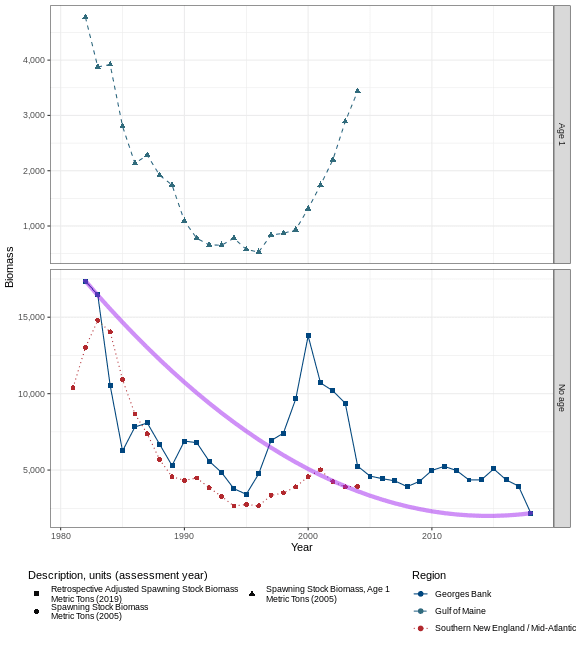 4,000
3,000
2,000
1,000
Age 1
Biomass
15,000
10,000
5,000
No age
1980
1990
2000
2010
Year
Description, units (assessment year)
Retrospective Adjusted Spawning Stock Biomass
Metric Tons (2019)
Spawning Stock Biomass
Metric Tons (2005)
Spawning Stock Biomass, Age 1
Metric Tons (2005)
Region
Georges Bank
Gulf of Maine
Southern New England / Mid-Atlantic